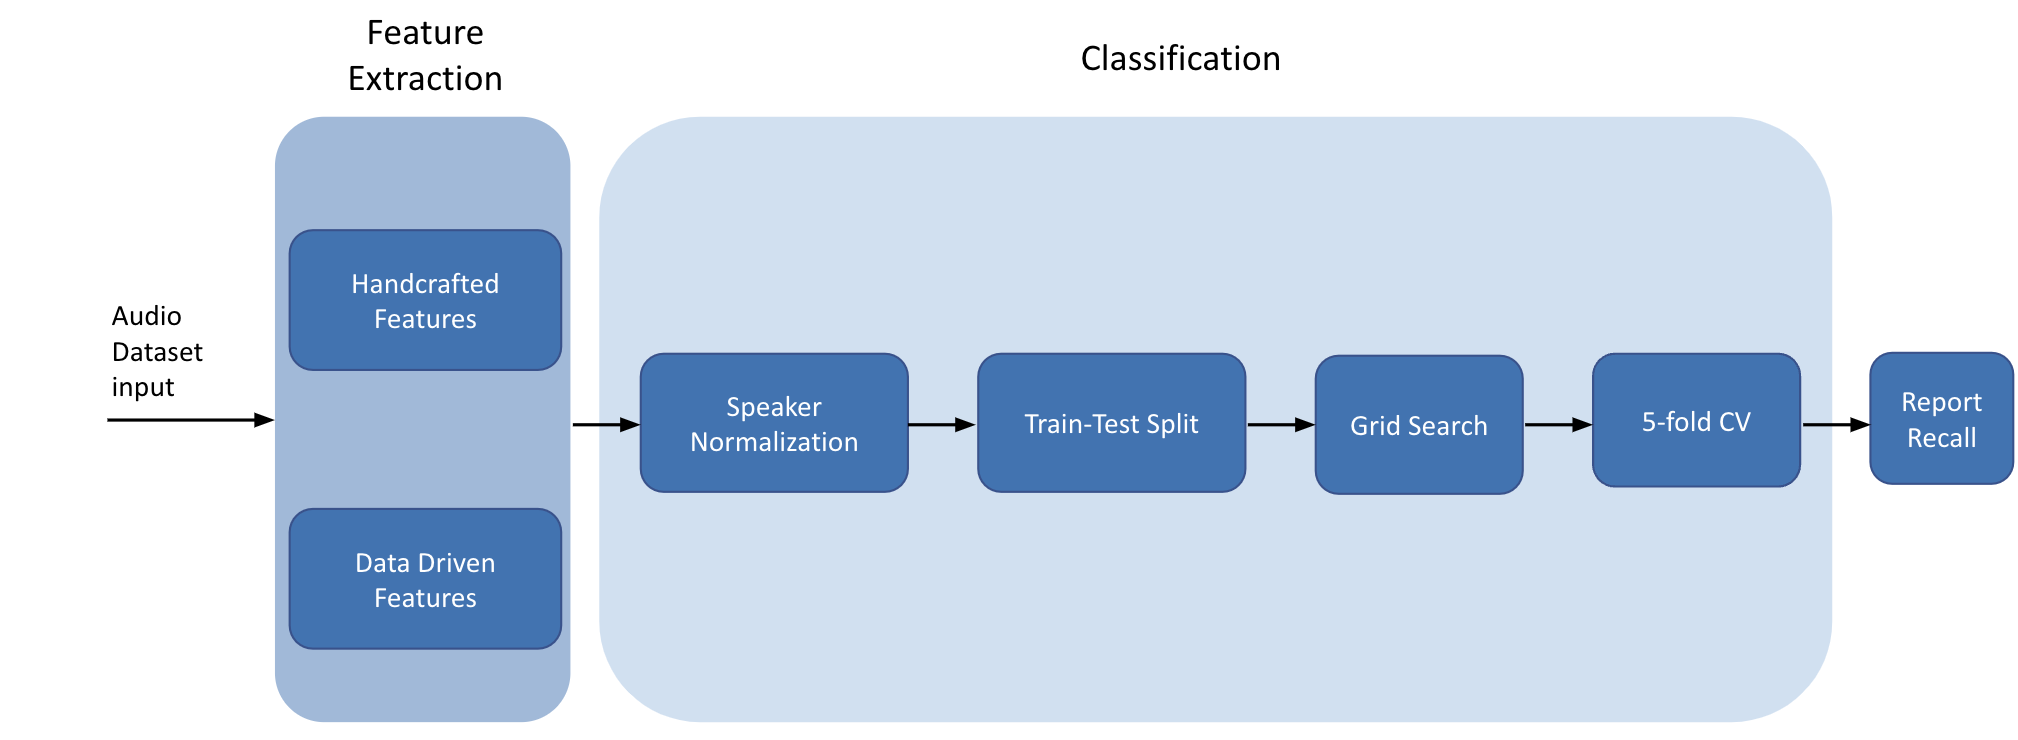 Feature
Extraction
Classification
Audio
Dataset
input
Handcrafted
Features
Data Driven
Features
Speaker
Normalization
Train-Test Split
Grid Search
5-fold CV
Report
Recall